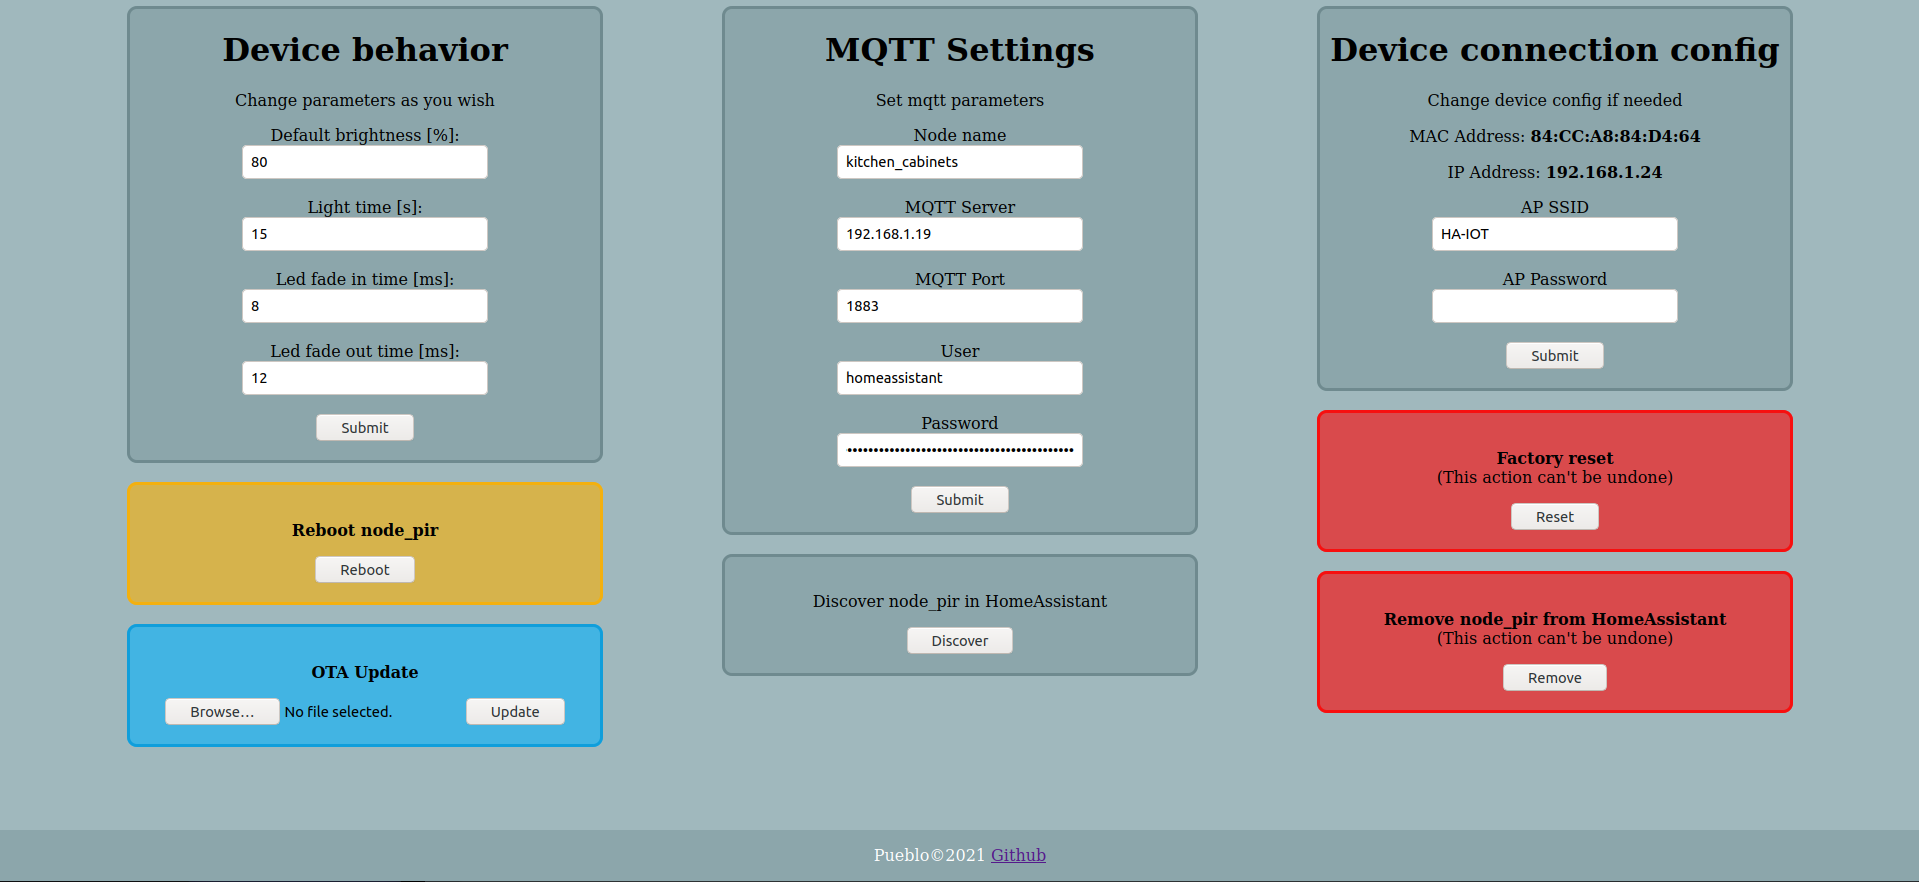 Device behavior
Change parameters as you wish
Default brightness [%]:
80
Light time [s]:
15
Led fade in time [ms]:
8
Led fade out time [ms]:
12
Submit
Reboot node_pir
Reboot
OTA Update
Browse... No file selected. Update
MQTT Settings
Set mqtt parameters
Node name
kitchen_cabinets
MQTT Server
192.168.1.19
MQTT Port
1883
User
homeassistant
Password
Submit
Discover node_pir in HomeAssistant
Discover
Device connection config
Change device config if needed
MAC Address: 84:CC:A8:84:D4:64
IP Address: 192.168.1.24
AP SSID
HA-IOT
AP Password
Submit
Factory reset
(This action can't be undone)
Reset
Remove node_pir from HomeAssistant
(This action can't be undone)
Remove
Pueblo©2021 Github